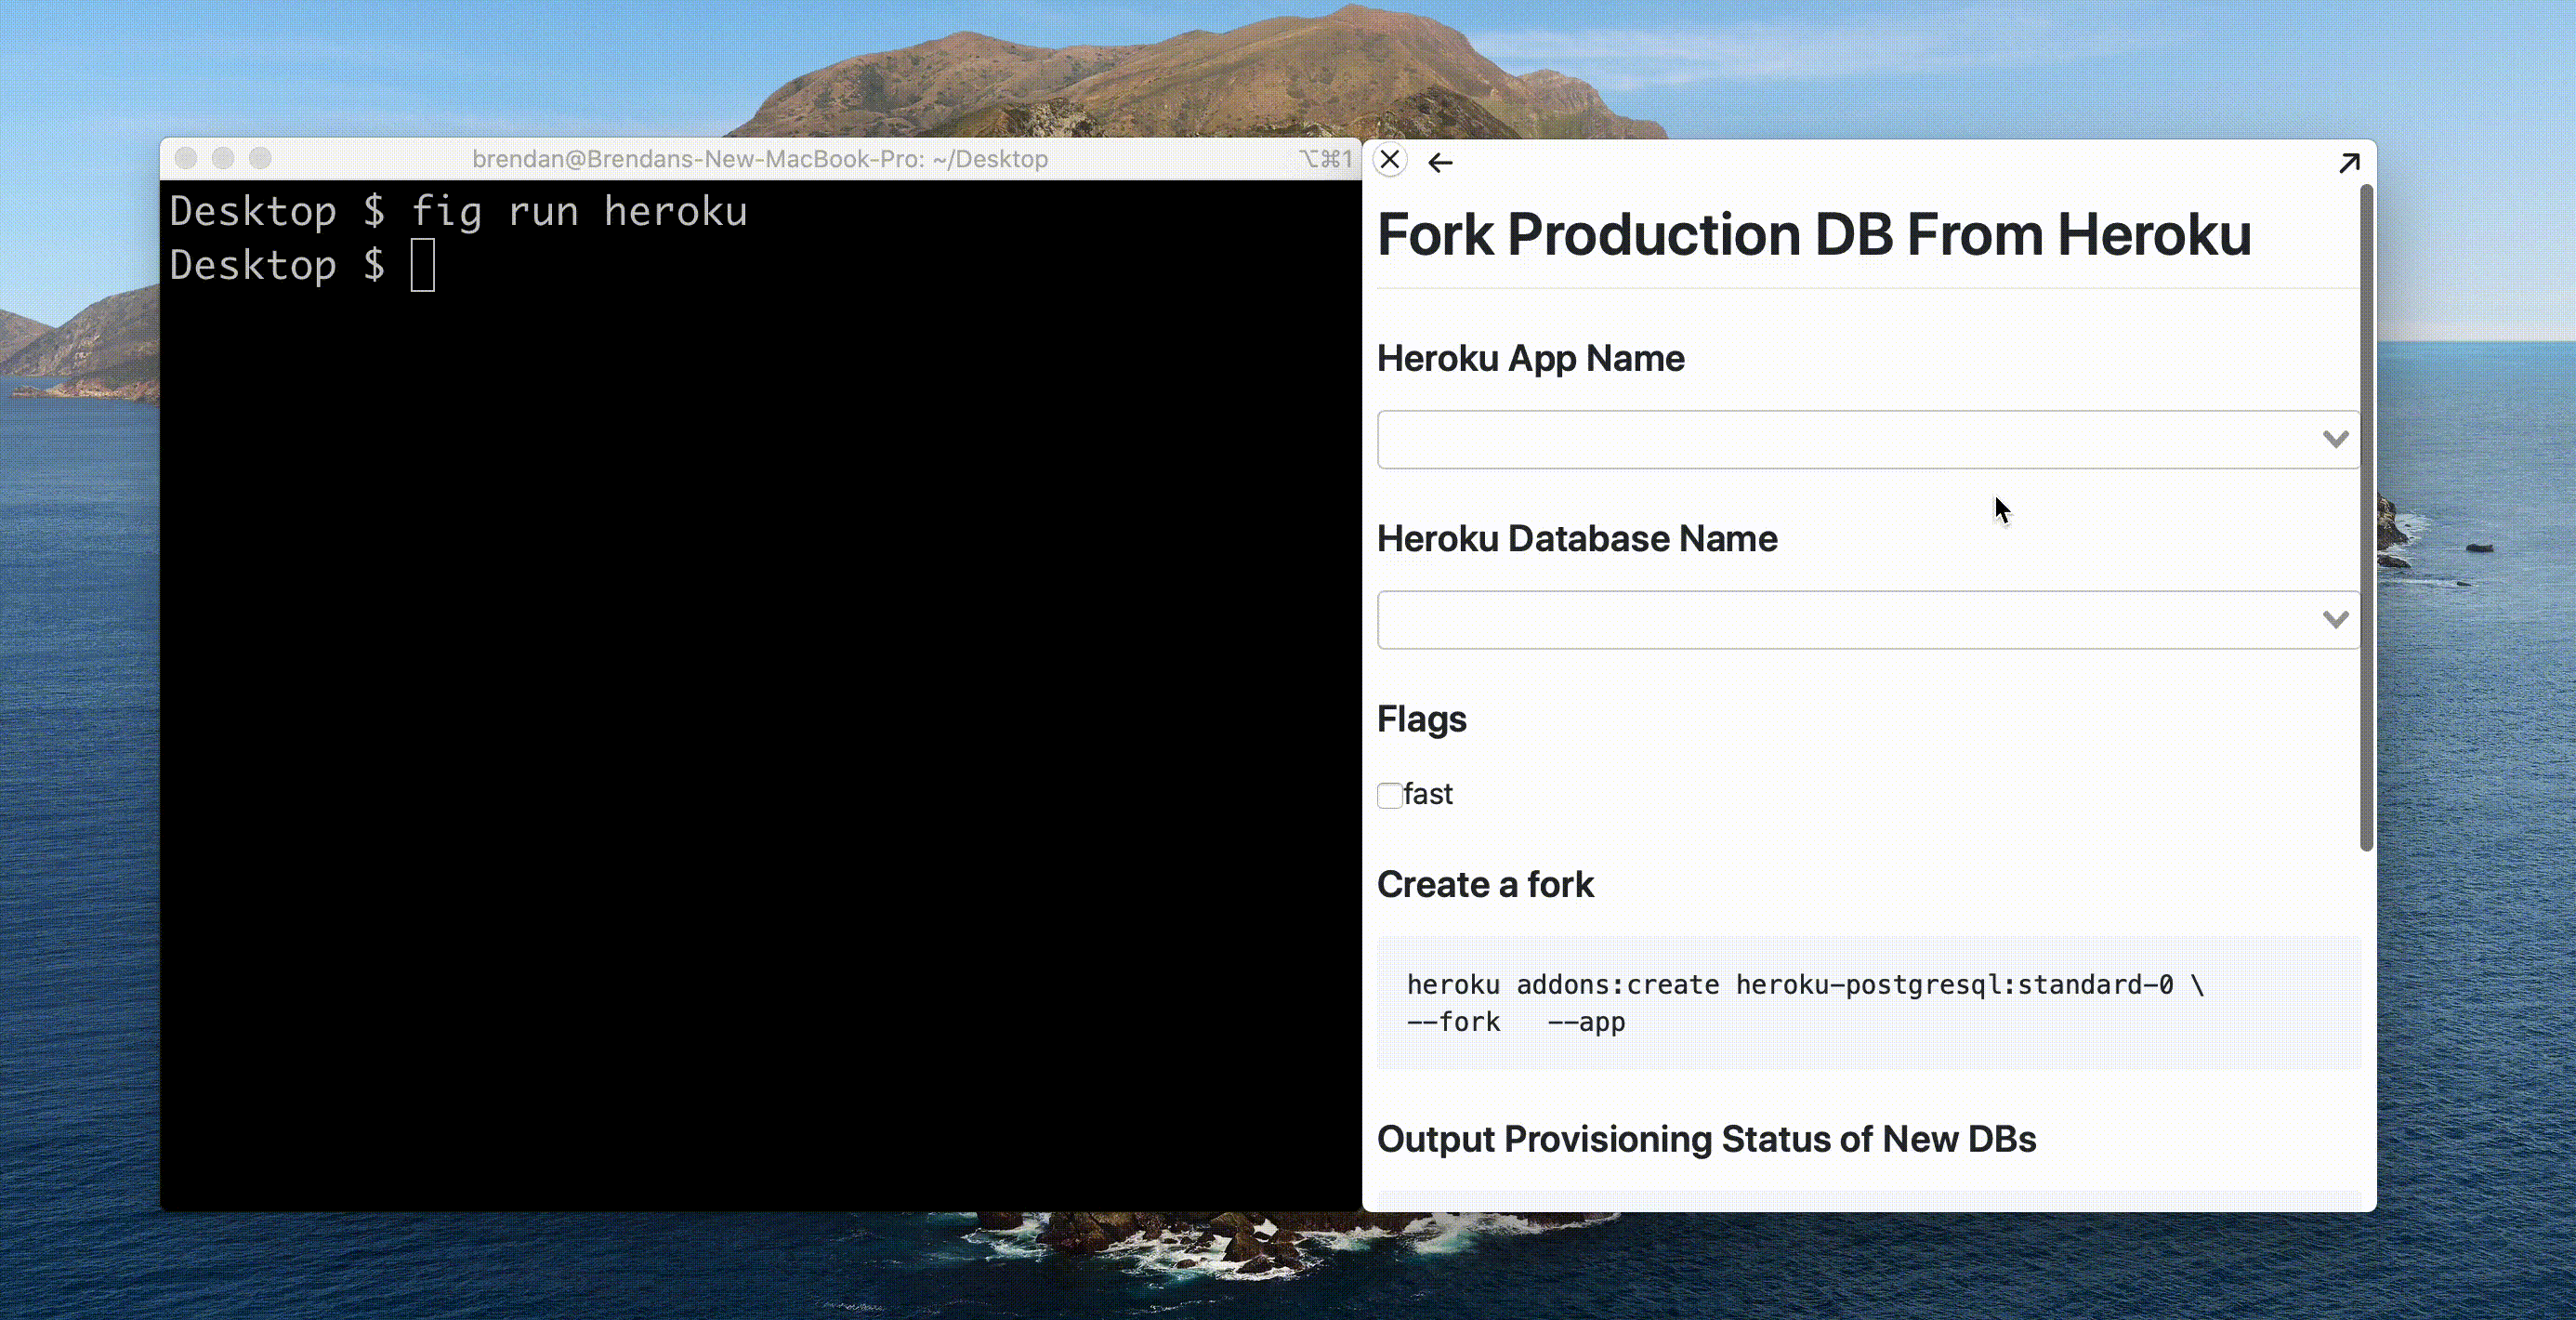 brendan@Brendans-New-MacBook-Pro: ~/Desktop
⌥⌘1
Desktop $ fig run heroku
Desktop $
Fork Production DB From Heroku
Heroku App Name
Heroku Database Name
Flags
fast
Create a fork
heroku addons:create heroku-postgresql:standard-0 \
--fork   --app
Output Provisioning Status of New DBs